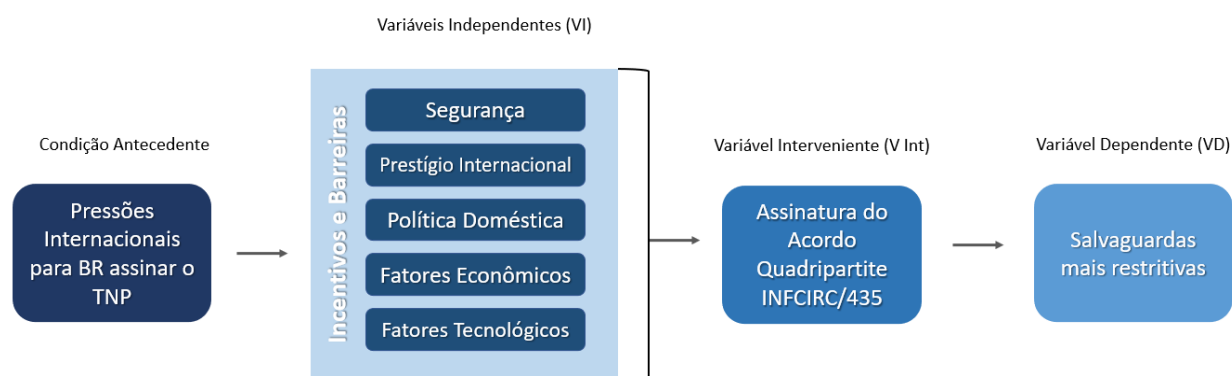 Variáveis Independentes (VI)
Condição Antecedente
Pressões
Internacionais
para BR assinar o
TNP
Incentivos e Barreiras
Segurança
Prestígio Internacional
Política Doméstica
Fatores Econômicos
Fatores Tecnológicos
Variável Interveniente (V Int)
Assinatura do
Acordo
Quadripartite
INFCIRC/435
Variável Dependente (VD)
Salvaguardas
mais restritivas